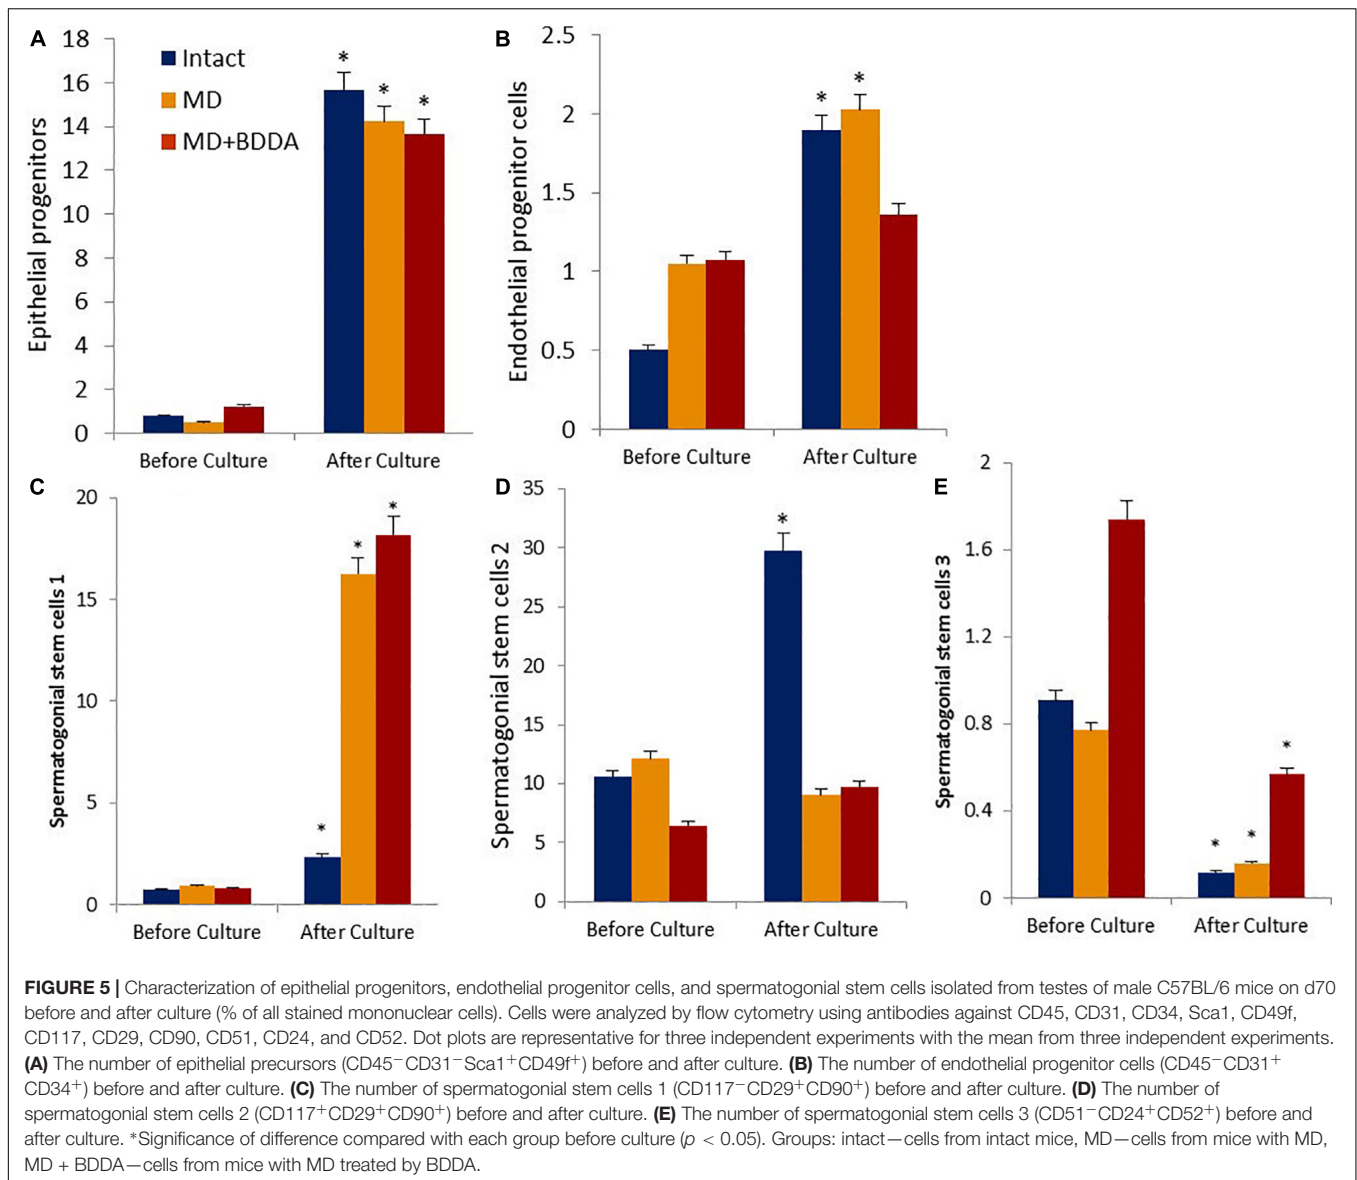 A
18
16
14
12
10
8
6
4
2
0
Epithelial progenitors
Intact
MD
MD+BDDA
*
*
*
Before Culture
After Culture
B
2.5
2
1.5
1
0.5
0
Endothelial progenitor cells
*
*
Before Culture
After Culture
C
20
15
10
5
0
Spermatogonial stem cells 1
*
*
*
Before Culture
After Culture
D
35
30
25
20
15
10
5
0
Spermatogonial stem cells 2
*
Before Culture
After Culture
E
2
1.6
1.2
0.8
0.4
0
Spermatogonial stem cells 3
*
*
*
Before Culture
After Culture
FIGURE 5 | Characterization of epithelial progenitors, endothelial progenitor cells, and spermatogonial stem cells isolated from testes of male C57BL/6 mice on d70
before and after culture (% of all stained mononuclear cells). Cells were analyzed by flow cytometry using antibodies against CD45, CD31, CD34, Sca1, CD49f,
CD117, CD29, CD90, CD51, CD24, and CD52. Dot plots are representative for three independent experiments with the mean from three independent experiments.
(A) The number of epithelial precursors (CD45−CD31−Sca1+CD49f+) before and after culture. (B) The number of endothelial progenitor cells (CD45−CD31+
CD34+) before and after culture. (C) The number of spermatogonial stem cells 1 (CD117−CD29+CD90+) before and after culture. (D) The number of
spermatogonial stem cells 2 (CD117+CD29+CD90+) before and after culture. (E) The number of spermatogonial stem cells 3 (CD51−CD24+CD52+) before and
after culture. *Significance of difference compared with each group before culture (p < 0.05). Groups: intact—cells from intact mice, MD—cells from mice with MD,
MD + BDDA—cells from mice with MD treated by BDDA.